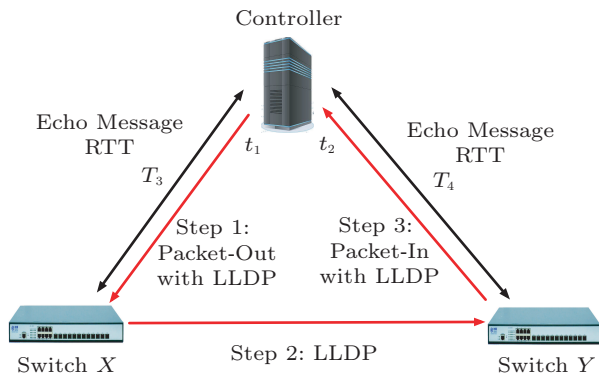 Controller
Echo Message
RTT
T3
t1
t2
Echo Message
RTT
T4
Step 1:
Packet-Out
with LLDP
Step 3:
Packet-In
with LLDP
Step 2: LLDP
Switch X
Switch Y